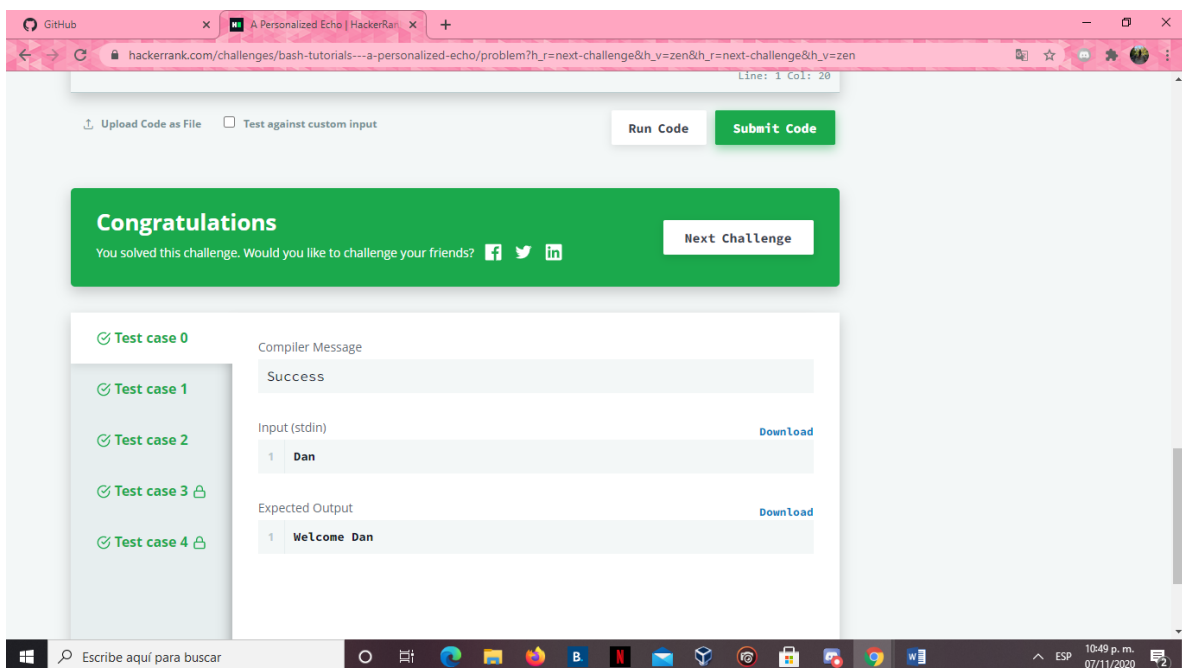 GitHub
A Personalized Echo | HackerRan
hackerrank.com/challenges/bash-tutorials---a-personalized-echo/problem?h_r=next-challenge&h_v=zen&h_r=next-challenge&h_v=zen
Line: 1 Col: 20
Upload Code as File Test against custom input Run Code Submit Code
Congratulations
You solved this challenge. Would you like to challenge your friends?
Next Challenge
Test case 0
Test case 1
Test case 2
Test case 3
Test case 4
Compiler Message
Success
Input (stdin) Download
1 Dan
Expected Output Download
1 Welcome Dan
Escribe aquí para buscar
B.
N
W
ESP
10:49 p. m.
07/11/2020
2